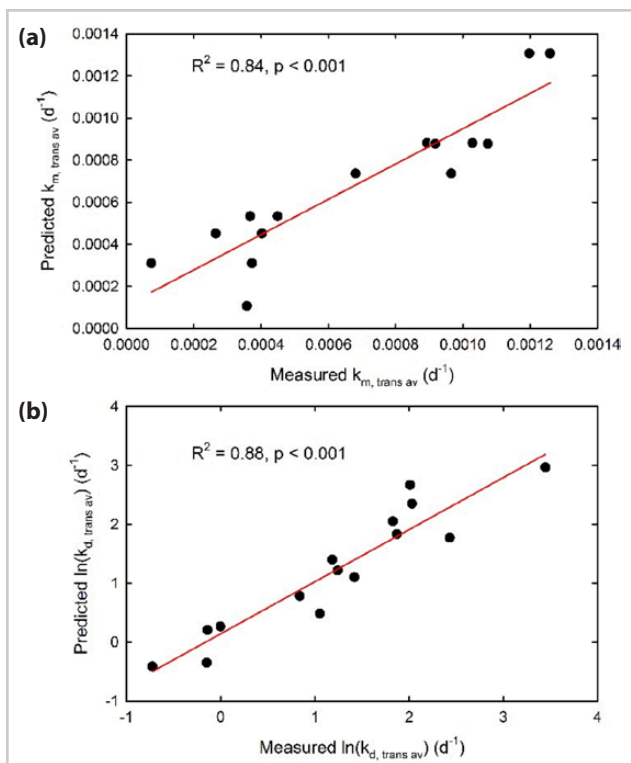 (a)
R² = 0.84, p < 0.001
Predicted kₘ, trans av (d⁻¹)
0.0014
0.0012
0.0010
0.0008
0.0006
0.0004
0.0002
0.0000
0.0000 0.0002 0.0004 0.0006 0.0008 0.0010 0.0012 0.0014
Measured kₘ, trans av (d⁻¹)
(b)
R² = 0.88, p < 0.001
Predicted ln(k_d, trans av) (d⁻¹)
4
3
2
1
0
-1
-1 0 1 2 3 4
Measured ln(k_d, trans av) (d⁻¹)